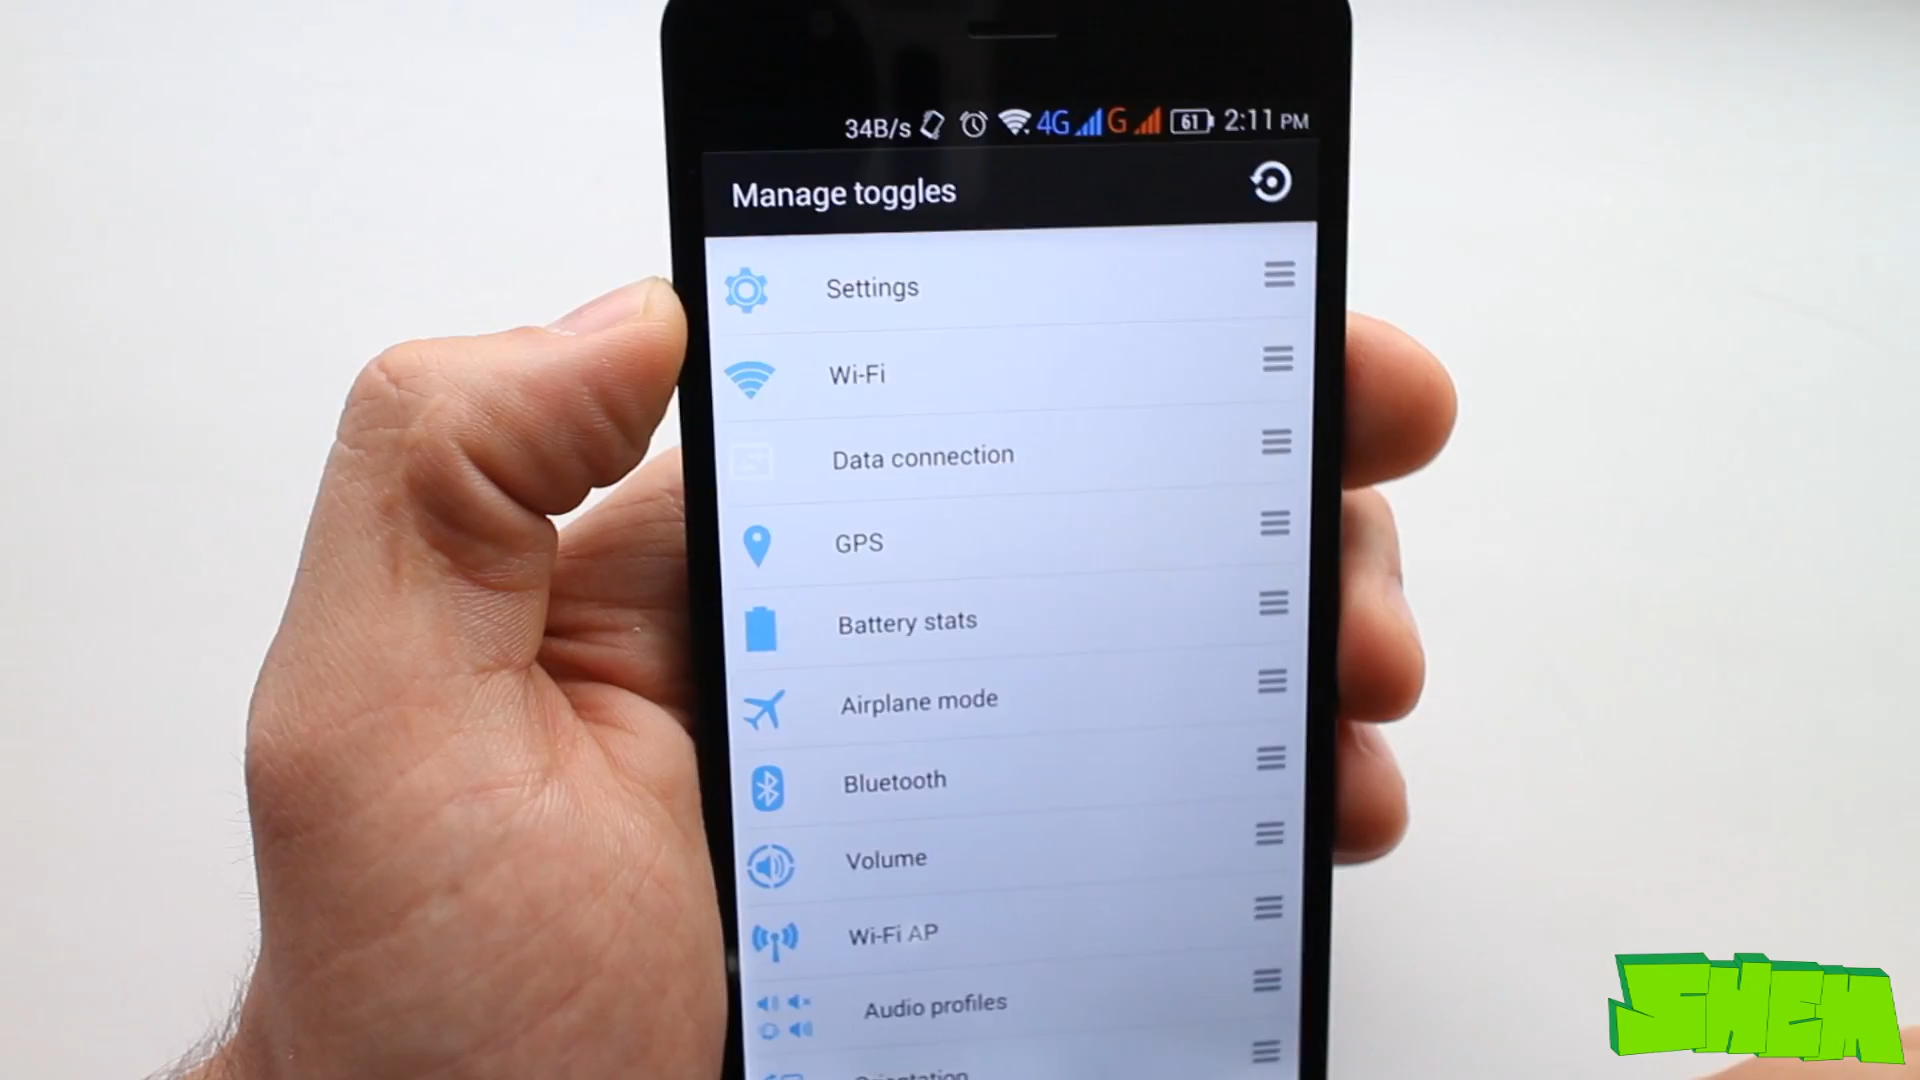 34B/s 4G G 61 2:11 PM
Manage toggles
Settings
Wi-Fi
Data connection
GPS
Battery stats
Airplane mode
Bluetooth
Volume
Wi-Fi AP
Audio profiles
Orientation